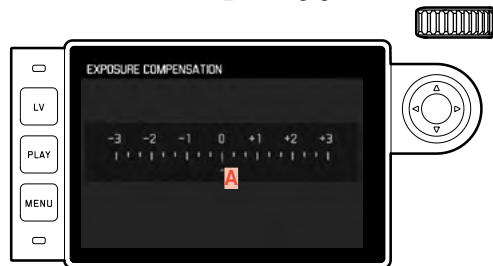 EXPOSURE COMPENSATION
LV
-3 -2 -1 0 +1 +2 +3
PLAY
A
MENU